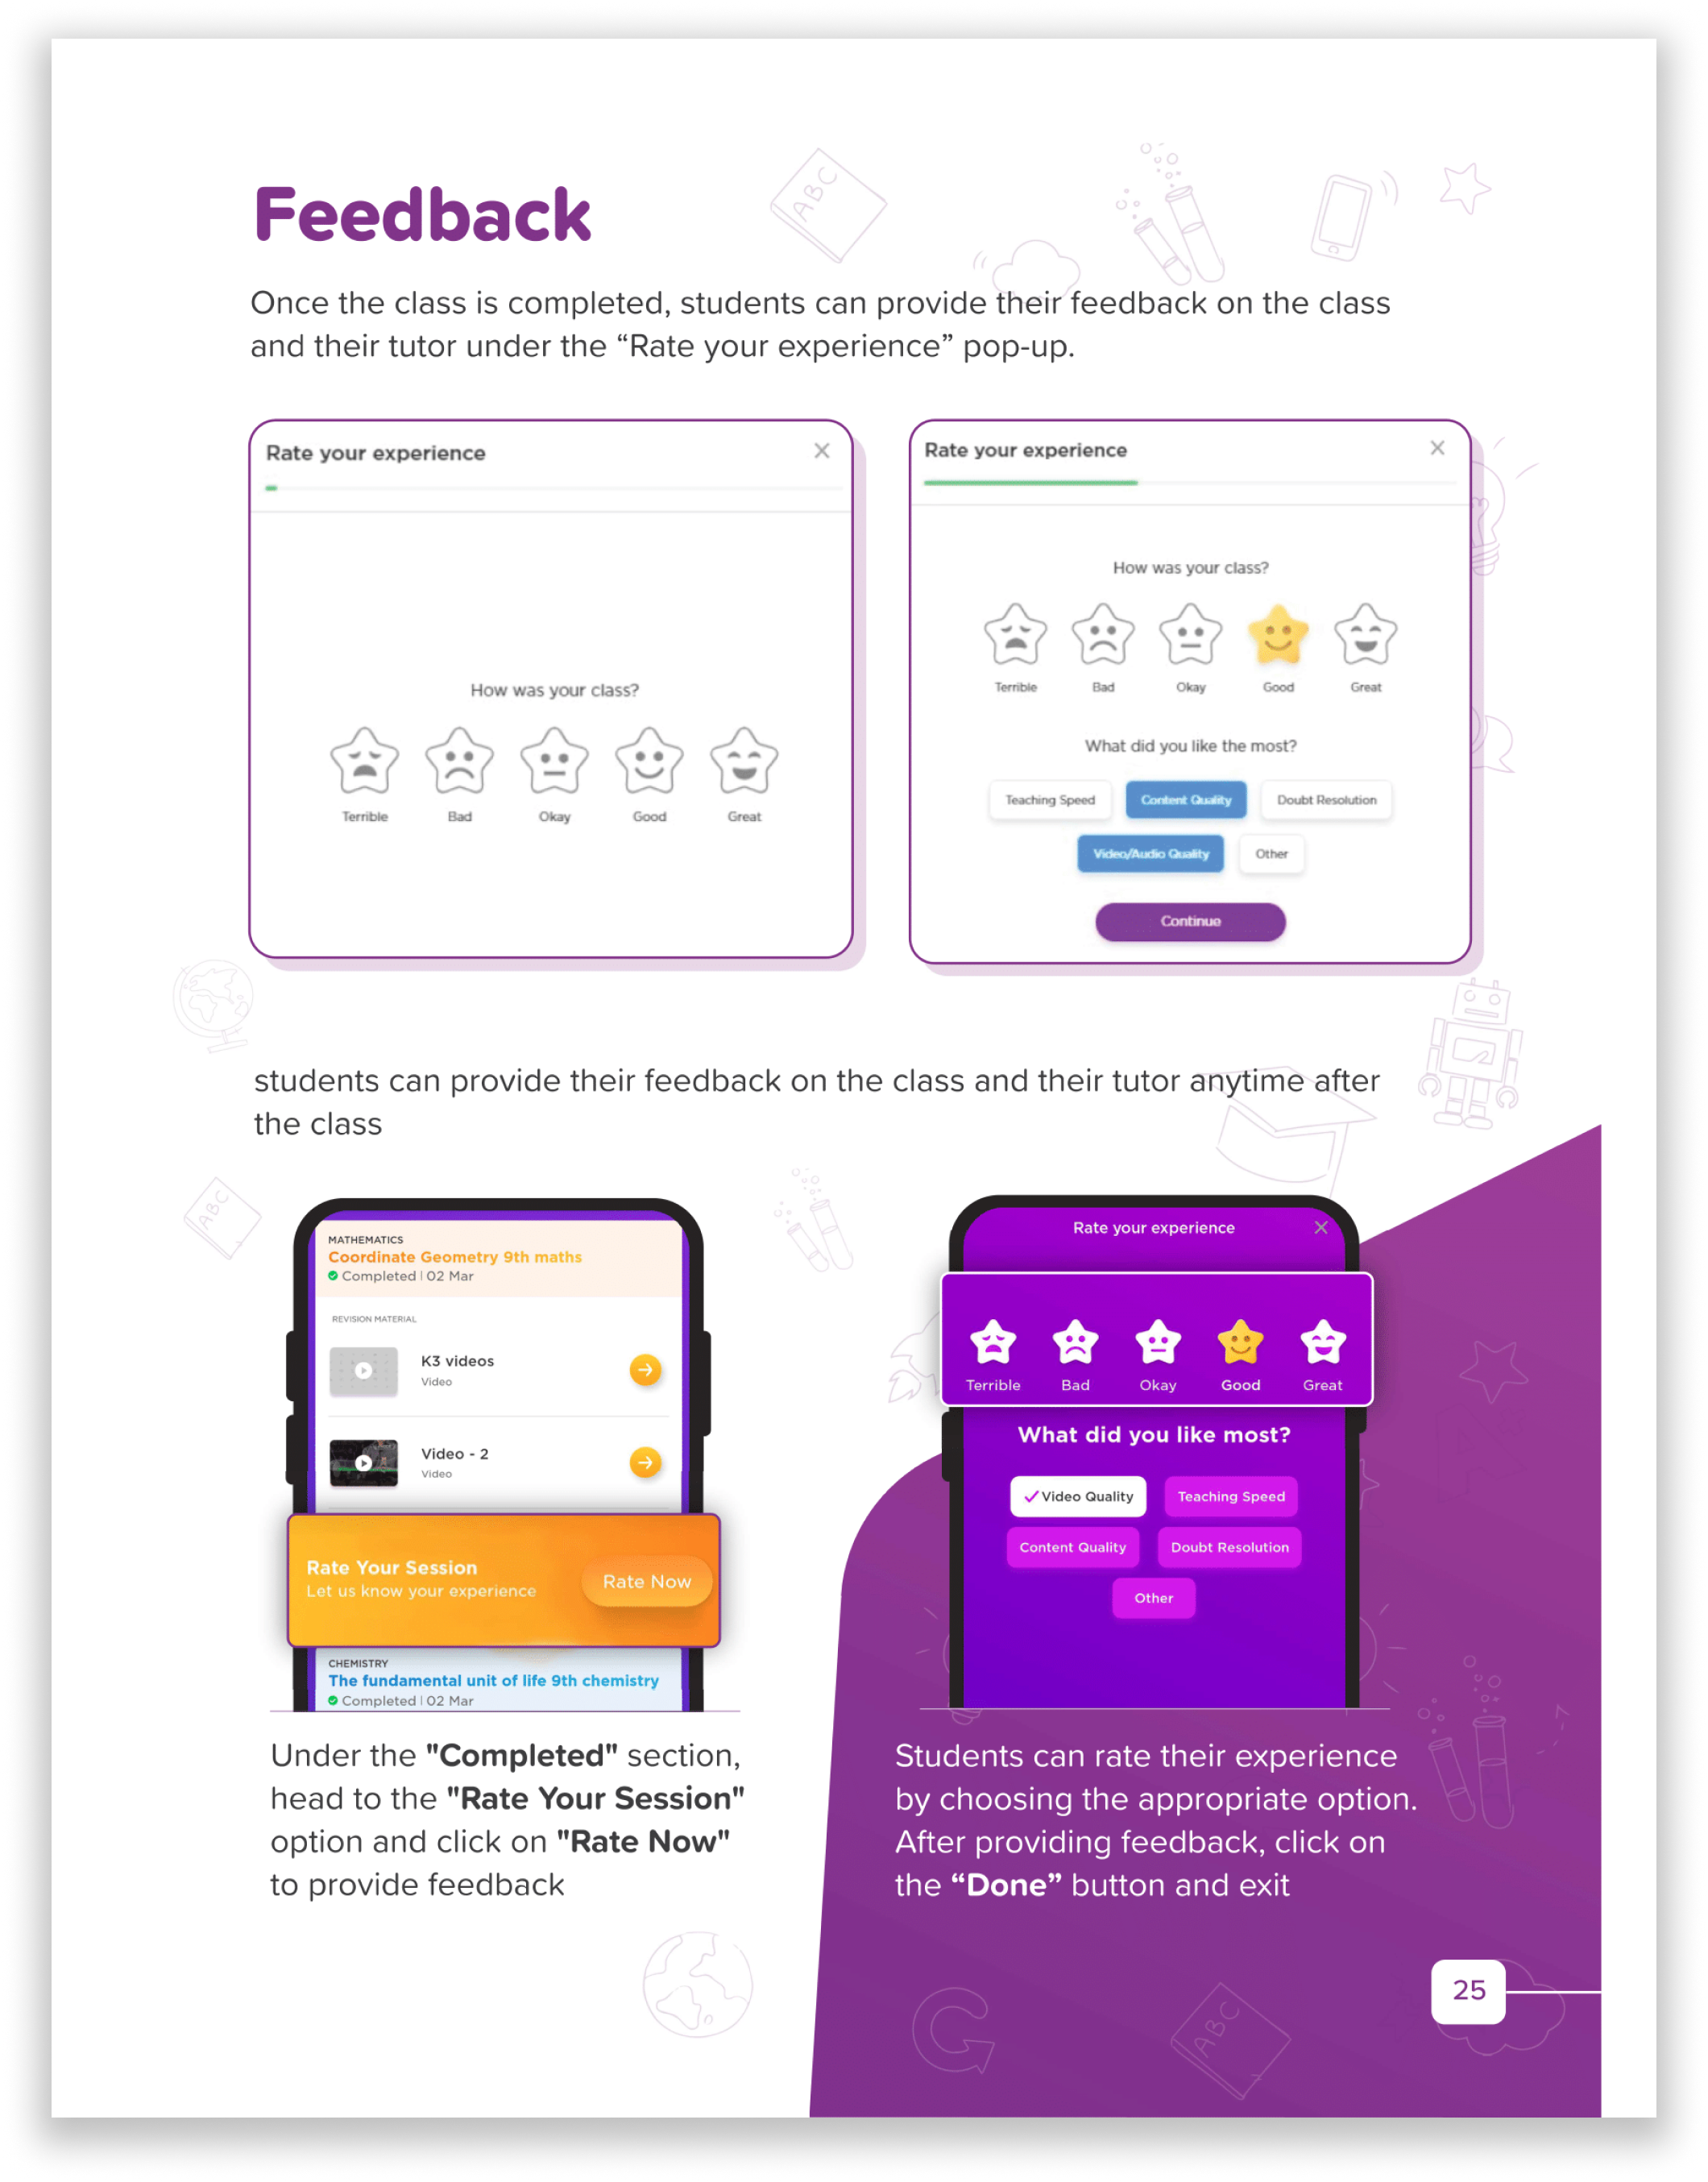 Feedback
Once the class is completed, students can provide their feedback on the class
and their tutor under the “Rate your experience” pop-up.
Rate your experience
How was your class?
Terrible Bad Okay Good Great
Rate your experience
How was your class?
Terrible Bad Okay Good Great
What did you like the most?
Teaching Speed Content Quality Doubt Resolution
Video/Audio Quality Other
Continue
students can provide their feedback on the class and their tutor anytime after
the class
MATHEMATICS
Coordinate Geometry 9th maths
Completed | 02 Mar
REVISION MATERIAL
K3 videos
Video
Video - 2
Video
Rate Your Session
Let us know your experience
Rate Now
CHEMISTRY
The fundamental unit of life 9th chemistry
Completed | 02 Mar
Under the "Completed" section,
head to the "Rate Your Session"
option and click on "Rate Now"
to provide feedback
Rate your experience
Terrible Bad Okay Good Great
What did you like most?
Video Quality Teaching Speed
Content Quality Doubt Resolution
Other
Students can rate their experience
by choosing the appropriate option.
After providing feedback, click on
the “Done” button and exit
25
ABC
ABC
ABC